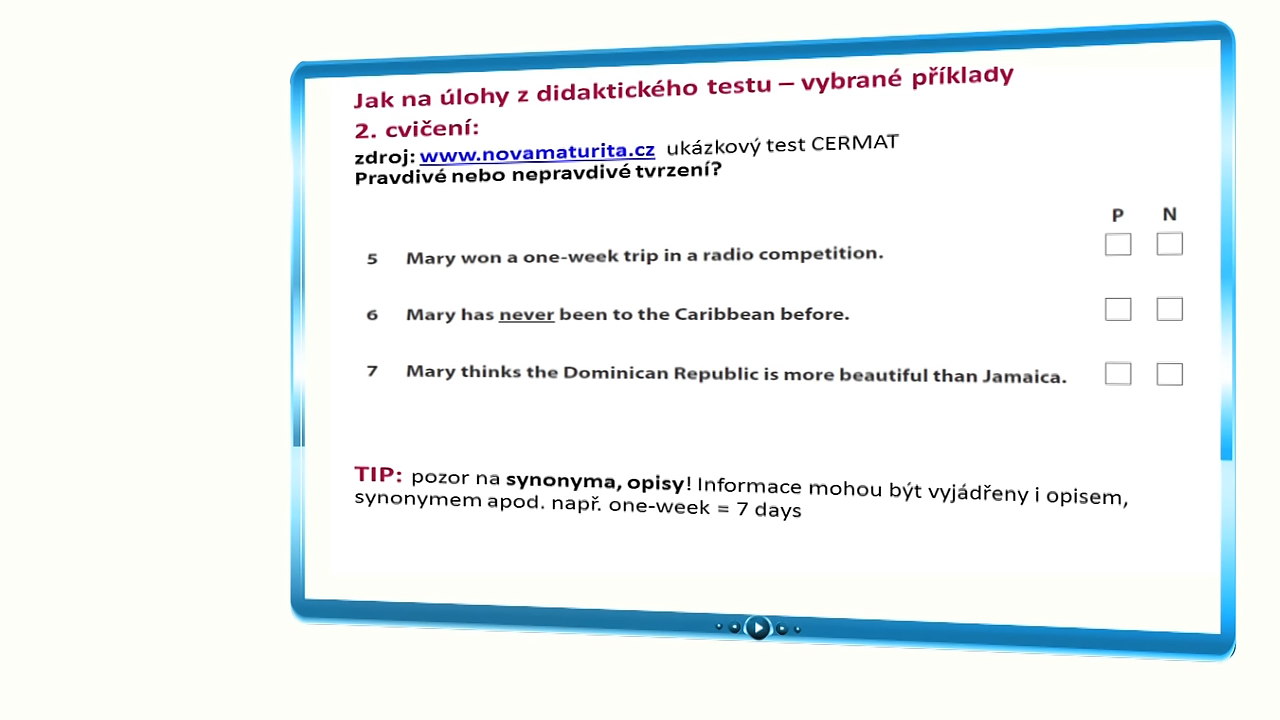 Jak na úlohy z didaktického testu – vybrané příklady
2. cvičení:
zdroj: www.novamaturita.cz ukázkový test CERMAT
Pravdivé nebo nepravdivé tvrzení?
P N
5 Mary won a one-week trip in a radio competition.
6 Mary has never been to the Caribbean before.
7 Mary thinks the Dominican Republic is more beautiful than Jamaica.
TIP: pozor na synonyma, opisy! Informace mohou být vyjádřeny i opisem,
synonymem apod. např. one-week = 7 days